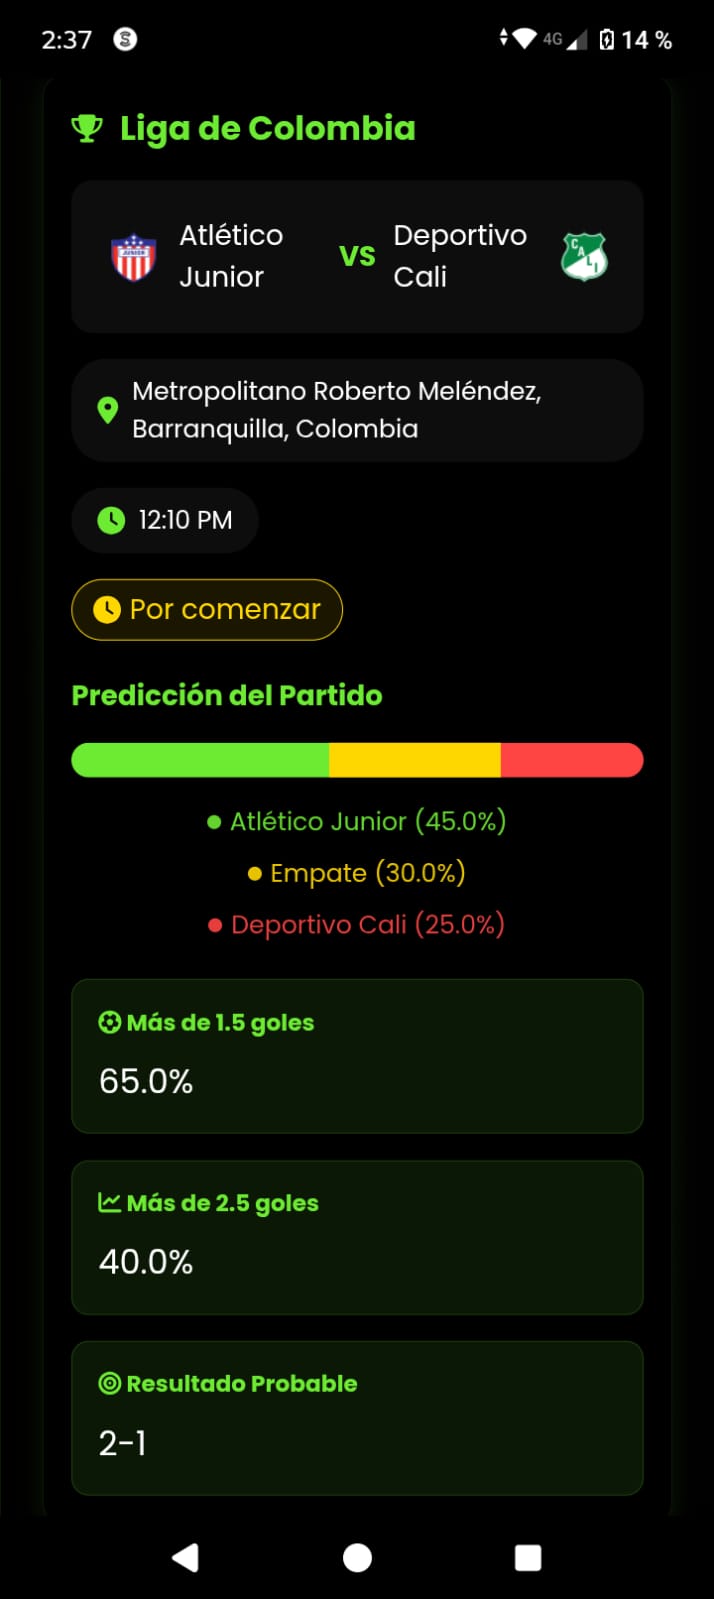 2:37
4G
14 %
Liga de Colombia
Atlético
Junior
VS
Deportivo
Cali
JUNIOR
CALI
Metropolitano Roberto Meléndez,
Barranquilla, Colombia
12:10 PM
Por comenzar
Predicción del Partido
Atlético Junior (45.0%)
Empate (30.0%)
Deportivo Cali (25.0%)
Más de 1.5 goles
65.0%
Más de 2.5 goles
40.0%
Resultado Probable
2-1